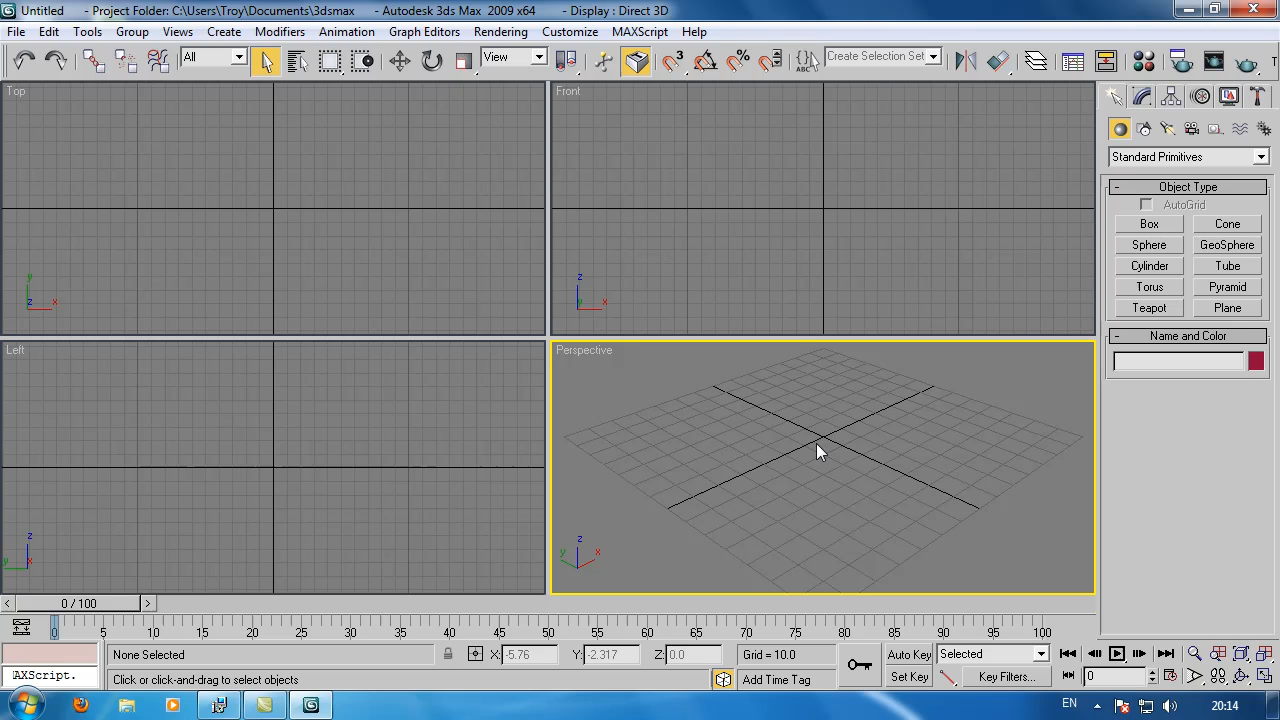 Untitled - Project Folder: C:\Users\Troy\Documents\3dsmax - Autodesk 3ds Max 2009 x64 - Display : Direct 3D
File Edit Tools Group Views Create Modifiers Animation Graph Editors Rendering Customize MAXScript Help
All View 3 % ABC Create Selection Set
Top Front
Standard Primitives
- Object Type
AutoGrid
Box Cone
Sphere GeoSphere
Cylinder Tube
Torus Pyramid
Teapot Plane
- Name and Color
y z
z x y x
Left Perspective
z z
y x y x
< 0 / 100 >
0 5 10 15 20 25 30 35 40 45 50 55 60 65 70 75 80 85 90 95 100
None Selected X: -5.76 Y: -2.317 Z: 0.0 Grid = 10.0 Auto Key Selected
AXScript. Click or click-and-drag to select objects Add Time Tag Set Key Key Filters... 0
EN 20:14